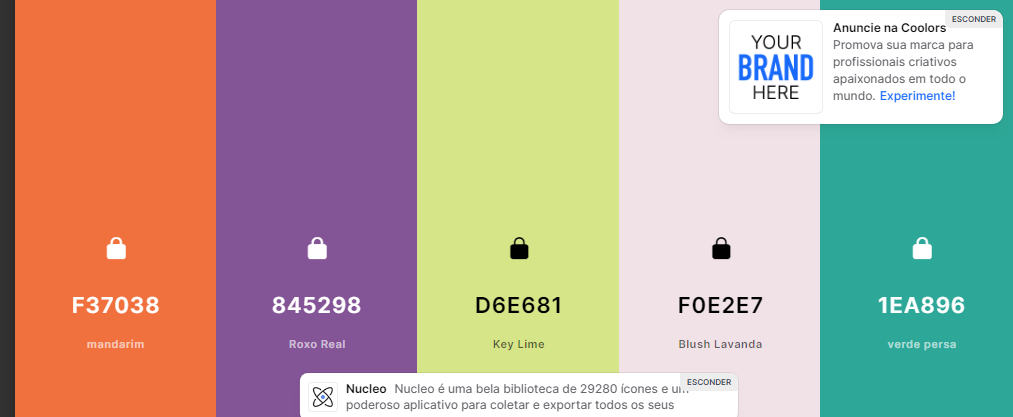 ESCONDER
Anuncie na Coolors
Promova sua marca para
profissionais criativos
apaixonados em todo o
mundo. Experimente!
YOUR
BRAND
HERE
F37038
mandarim
845298
Roxo Real
D6E681
Key Lime
F0E2E7
Blush Lavanda
1EA896
verde persa
ESCONDER
Nucleo Nucleo é uma bela biblioteca de 29280 ícones e um
poderoso aplicativo para coletar e exportar todos os seus